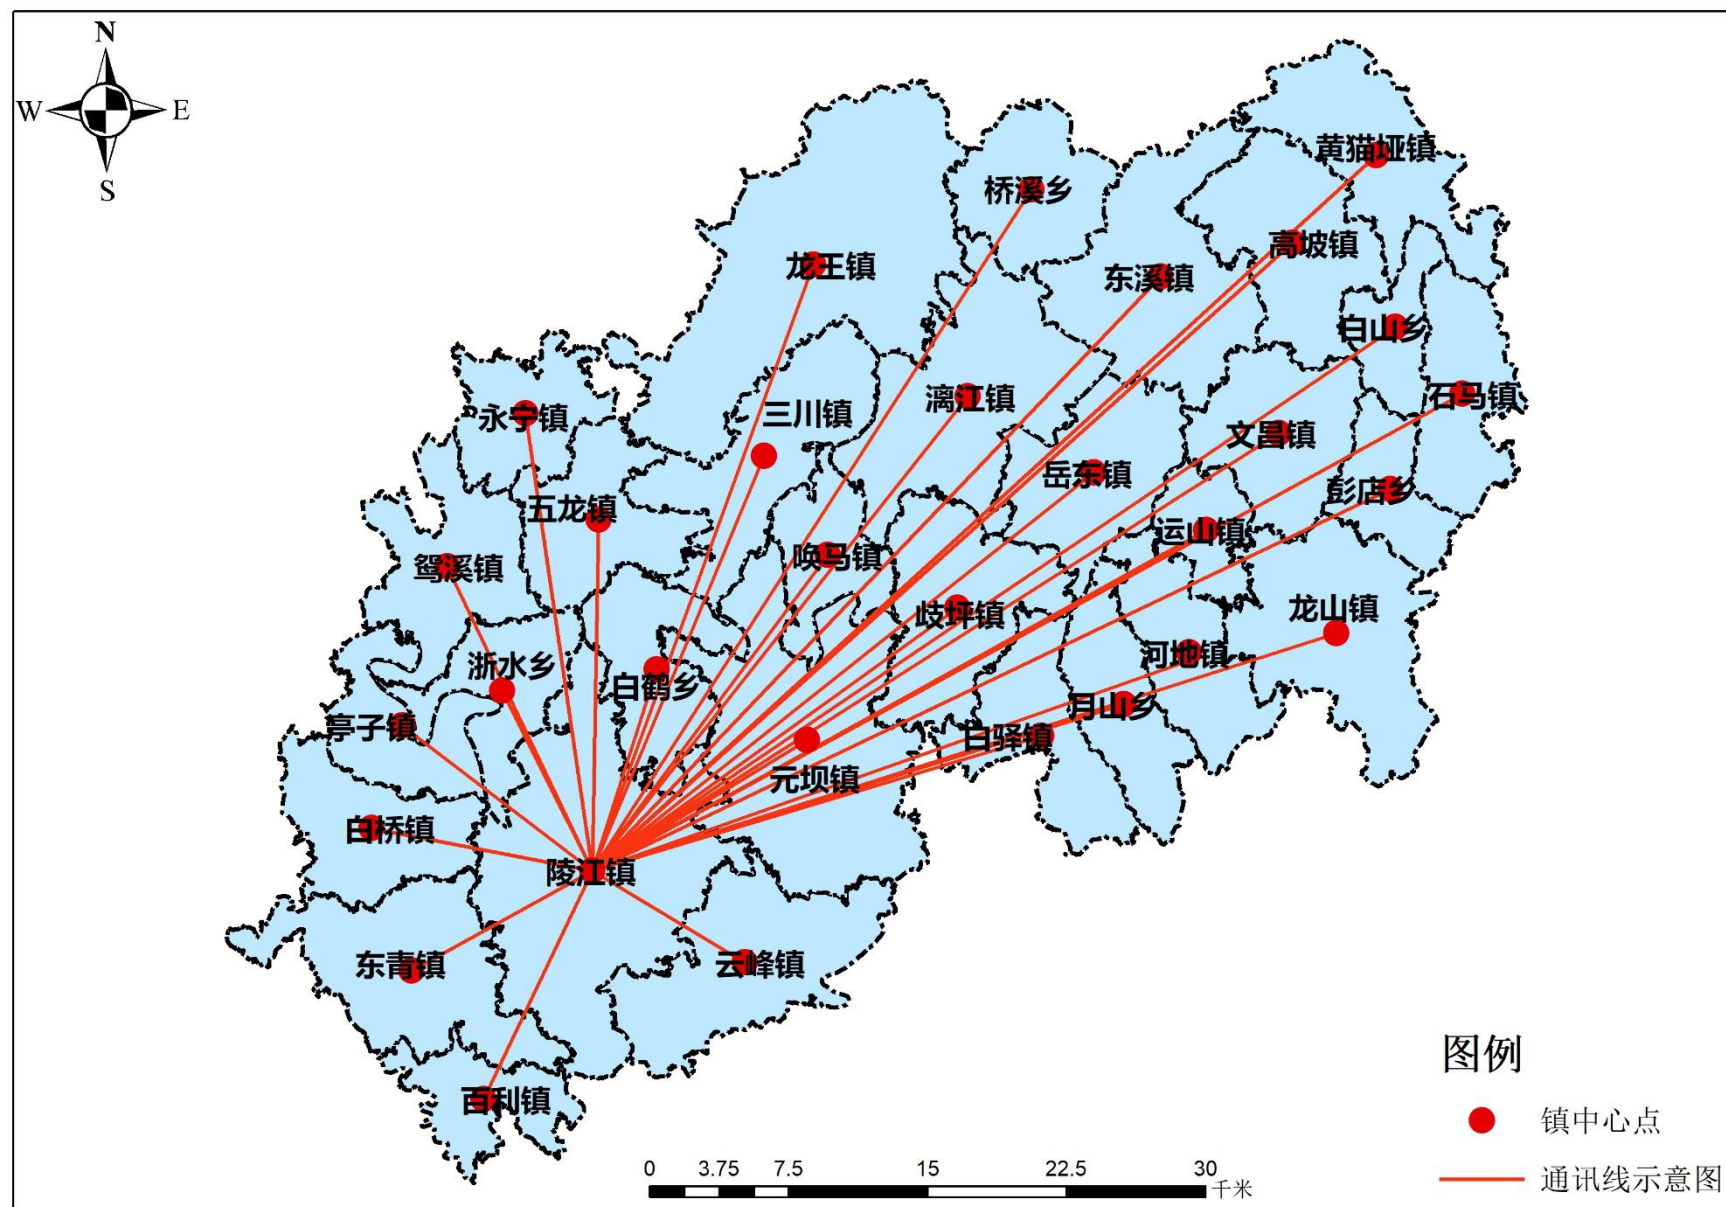 N
W
E
S
黄猫垭镇
桥溪乡
高坡镇
龙王镇
东溪镇
白山乡
石马镇
漓江镇
三川镇
永宁镇
文昌镇
岳东镇
彭店乡
五龙镇
运山镇
唤马镇
鸳溪镇
歧坪镇
龙山镇
河地镇
浙水乡
白鹤乡
月山乡
亭子镇
白驿镇
元坝镇
白桥镇
陵江镇
东青镇
云峰镇
百利镇
图例
镇中心点
通讯线示意图
0 3.75 7.5 15 22.5 30
千米